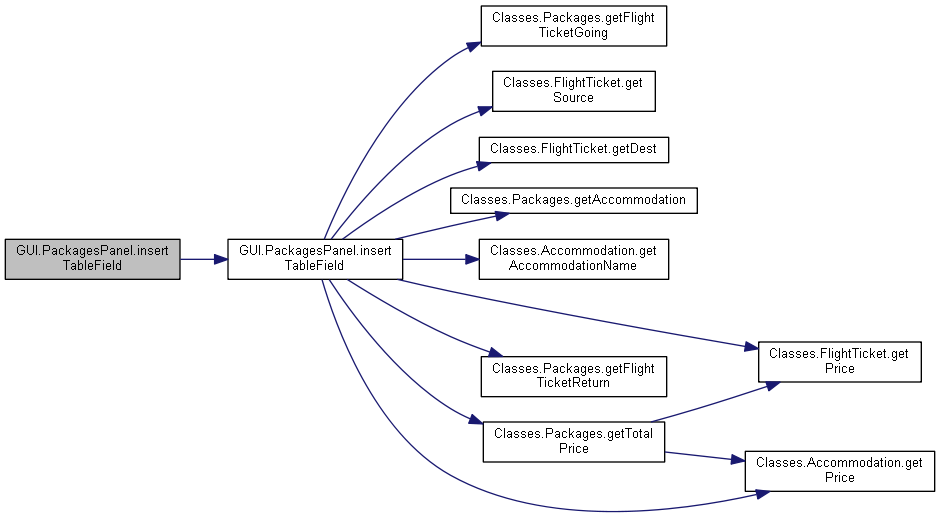 Classes.Packages.getFlight
TicketGoing
Classes.FlightTicket.get
Source
Classes.FlightTicket.getDest
Classes.Packages.getAccommodation
GUI.PackagesPanel.insert
TableField
GUI.PackagesPanel.insert
TableField
Classes.Accommodation.get
AccommodationName
Classes.FlightTicket.get
Price
Classes.Packages.getFlight
TicketReturn
Classes.Packages.getTotal
Price
Classes.Accommodation.get
Price